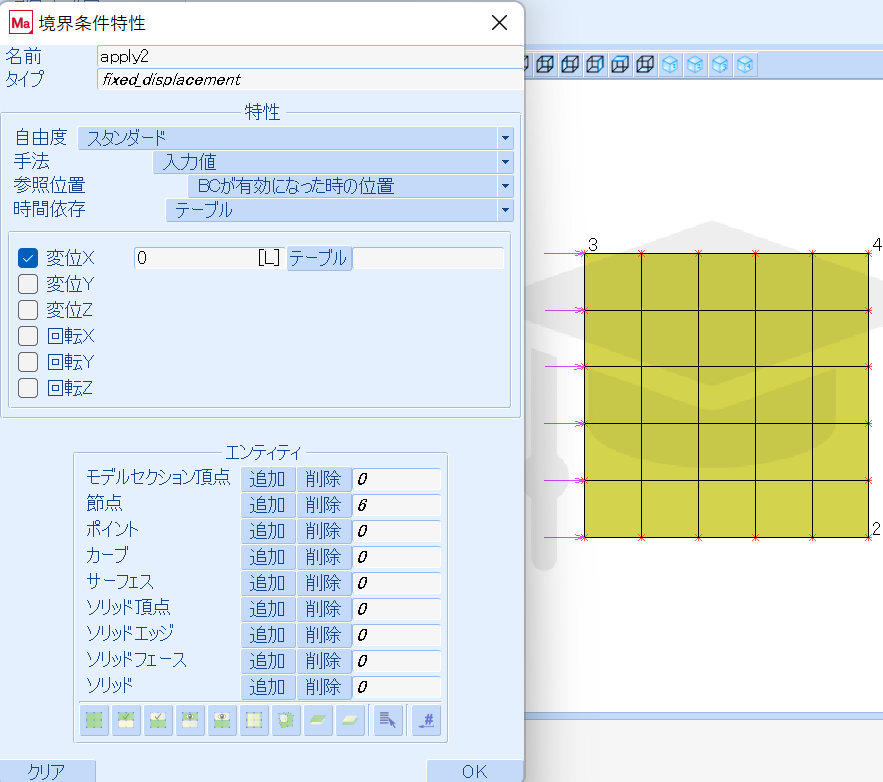 Ma 境界条件特性
名前 apply2
タイプ fixed_displacement
特性
自由度 スタンダード
手法 入力値
参照位置 BCが有効になった時の位置
時間依存 テーブル
変位X 0 [L] テーブル
変位Y
変位Z
回転X
回転Y
回転Z
エンティティ
モデルセクション頂点 追加 削除 0
節点 追加 削除 6
ポイント 追加 削除 0
カーブ 追加 削除 0
サーフェス 追加 削除 0
ソリッド頂点 追加 削除 0
ソリッドエッジ 追加 削除 0
ソリッドフェース 追加 削除 0
ソリッド 追加 削除 0
#
クリア OK
3 4
2